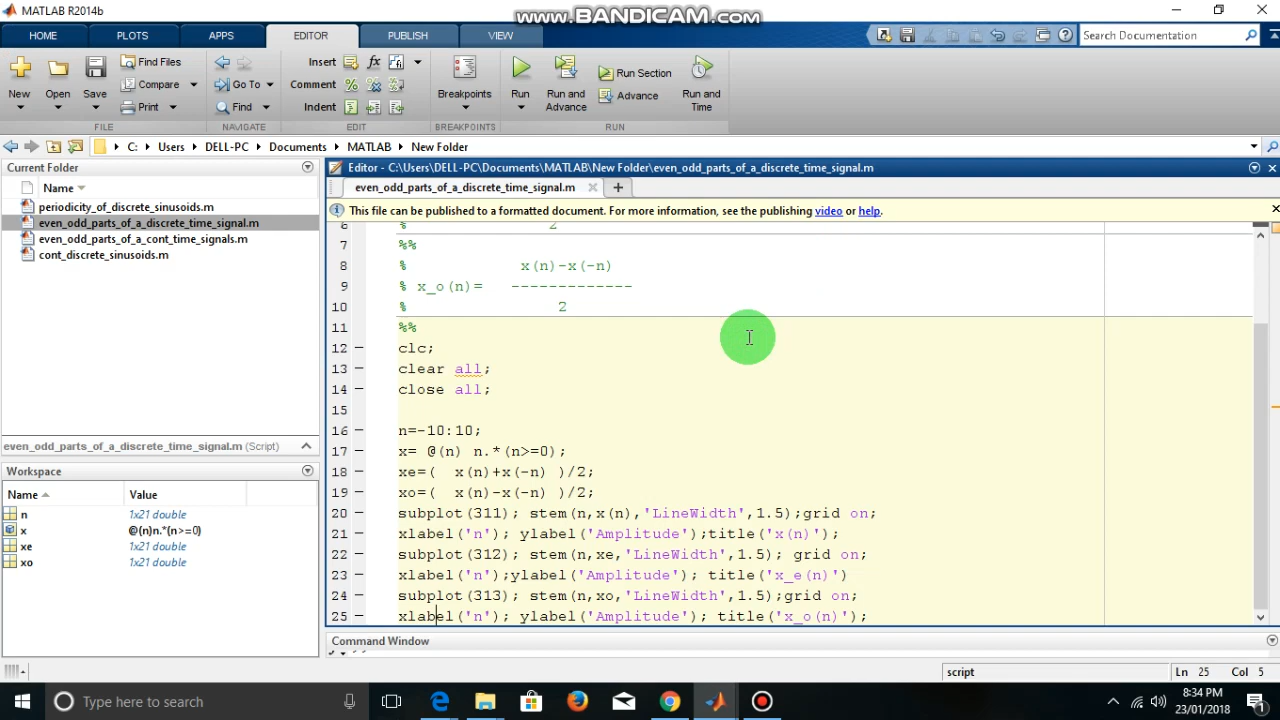 MATLAB R2014b
www.BANDICAM.com
HOME PLOTS APPS EDITOR PUBLISH VIEW
Search Documentation
New Open Save Find Files Compare Print
Go To Find
Insert Comment Indent
fx
Breakpoints
Run Run and Advance Run Section Advance Run and Time
FILE NAVIGATE EDIT BREAKPOINTS RUN
C: Users DELL-PC Documents MATLAB New Folder
Current Folder
Name
periodicity_of_discrete_sinusoids.m
even_odd_parts_of_a_discrete_time_signal.m
even_odd_parts_of_a_cont_time_signals.m
cont_discrete_sinusoids.m
even_odd_parts_of_a_discrete_time_signal.m (Script)
Workspace
Name Value
n 1x21 double
x @(n)n.*(n>=0)
xe 1x21 double
xo 1x21 double
Editor - C:\Users\DELL-PC\Documents\MATLAB\New Folder\even_odd_parts_of_a_discrete_time_signal.m
even_odd_parts_of_a_discrete_time_signal.m
This file can be published to a formatted document. For more information, see the publishing video or help.
6 % 2
7 %%
8 % x(n)-x(-n)
9 % x_o(n)= -------------
10 % 2
11 %%
12 clc;
13 clear all;
14 close all;
15
16 n=-10:10;
17 x= @(n) n.*(n>=0);
18 xe=( x(n)+x(-n) )/2;
19 xo=( x(n)-x(-n) )/2;
20 subplot(311); stem(n,x(n),'LineWidth',1.5);grid on;
21 xlabel('n'); ylabel('Amplitude');title('x(n)');
22 subplot(312); stem(n,xe,'LineWidth',1.5); grid on;
23 xlabel('n');ylabel('Amplitude'); title('x_e(n)')
24 subplot(313); stem(n,xo,'LineWidth',1.5);grid on;
25 xlabel('n'); ylabel('Amplitude'); title('x_o(n)');
Command Window
script Ln 25 Col 5
Type here to search
8:34 PM
23/01/2018